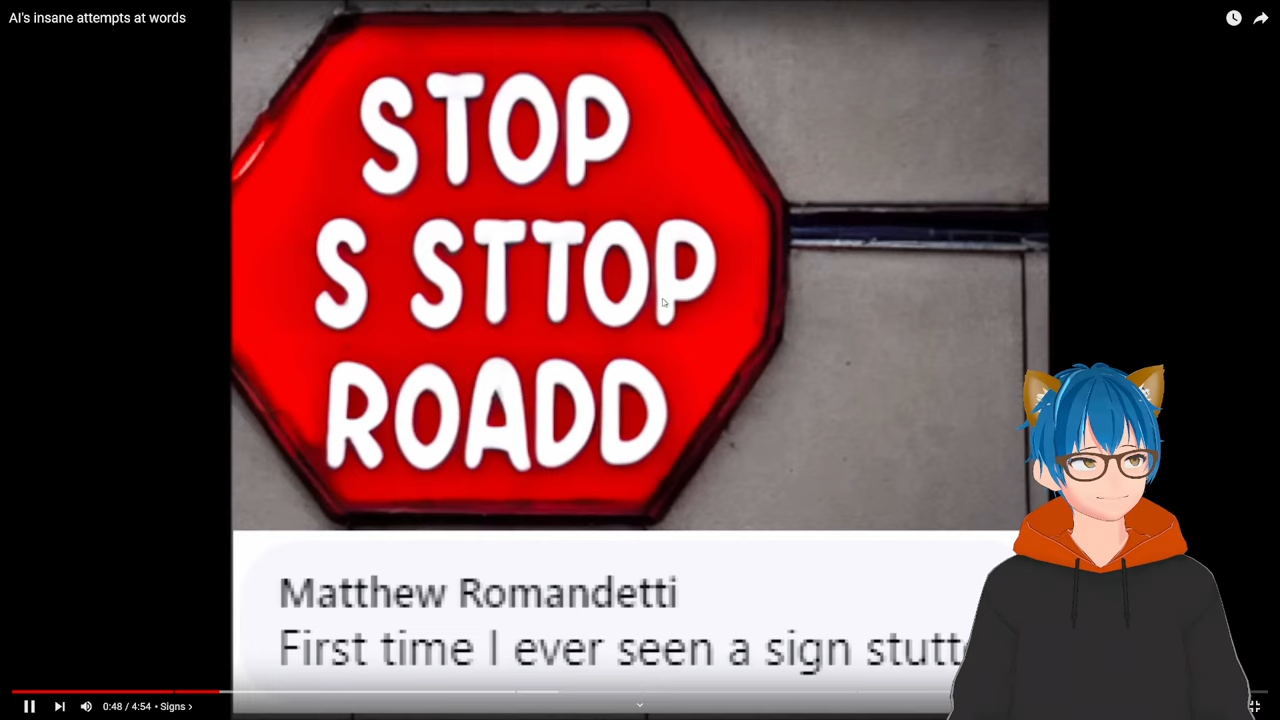 AI's insane attempts at words
STOP
S STTOP
ROADD
Matthew Romandetti
First time I ever seen a sign stutt
0:48 / 4:54 • Signs ›